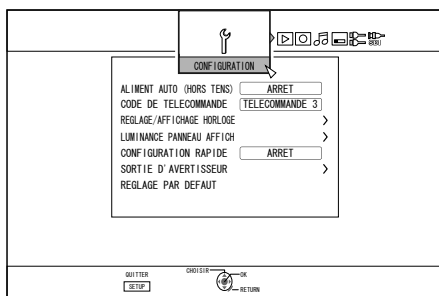 CONFIGURATION
ALIMENT AUTO (HORS TENS) ARRET
CODE DE TELECOMMANDE TELECOMMANDE 3
REGLAGE/AFFICHAGE HORLOGE
LUMINANCE PANNEAU AFFICH
CONFIGURATION RAPIDE ARRET
SORTIE D'AVERTISSEUR
REGLAGE PAR DEFAUT
QUITTER CHOISIR OK
SETUP RETURN